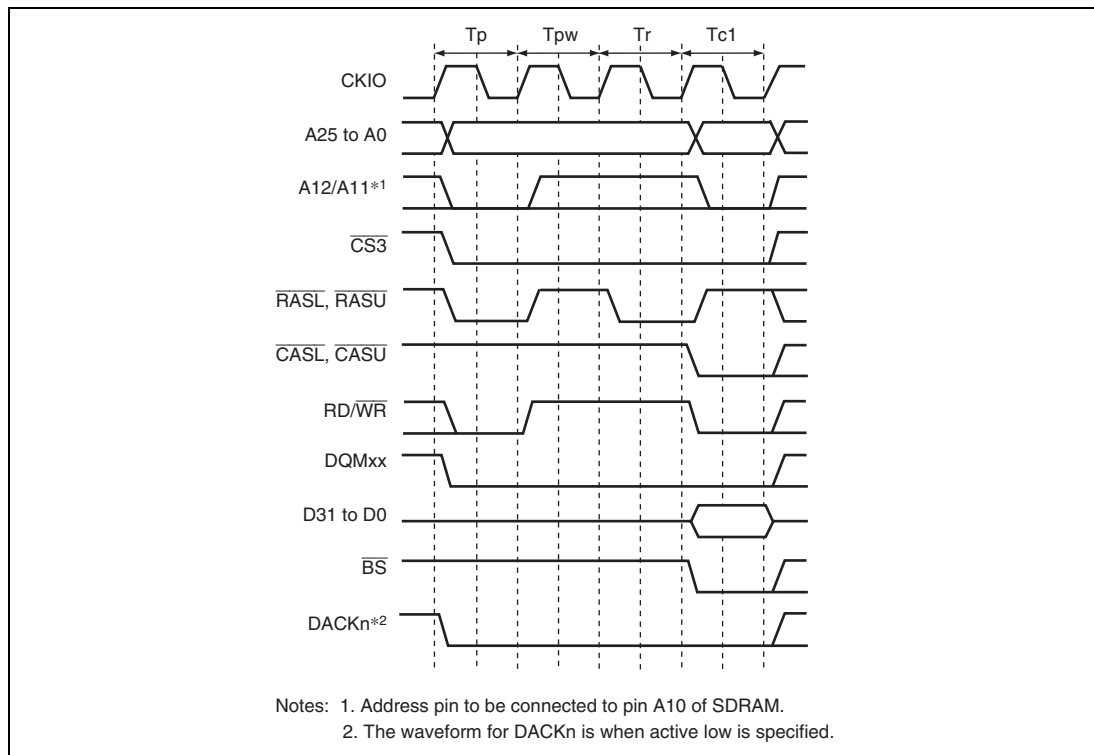 Tp Tpw Tr Tc1
CKIO
A25 to A0
A12/A11*1
CS3
RASL, RASU
CASL, CASU
RD/WR
DQMxx
D31 to D0
BS
DACKn*2
Notes: 1. Address pin to be connected to pin A10 of SDRAM.
2. The waveform for DACKn is when active low is specified.